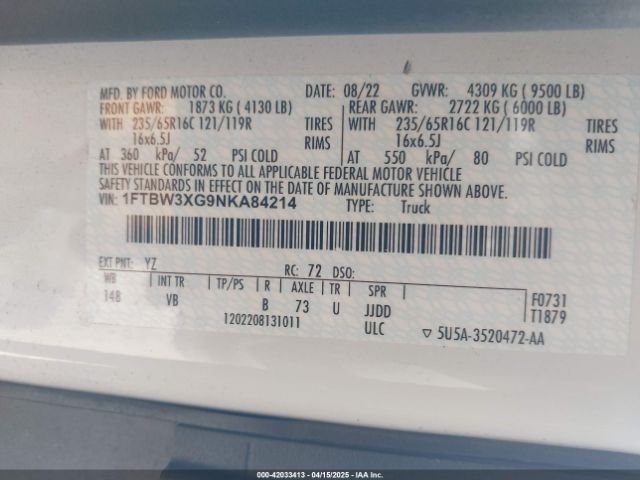 MFD. BY FORD MOTOR CO. DATE: 08/22 GVWR: 4309 KG (9500 LB)
FRONT GAWR: 1873 KG (4130 LB) REAR GAWR: 2722 KG (6000 LB)
WITH 235/65R16C 121/119R TIRES WITH 235/65R16C 121/119R TIRES
16x6.5J RIMS 16x6.5J RIMS
AT 360 kPa/ 52 PSI COLD AT 550 kPa/ 80 PSI COLD
THIS VEHICLE CONFORMS TO ALL APPLICABLE FEDERAL MOTOR VEHICLE
SAFETY STANDARDS IN EFFECT ON THE DATE OF MANUFACTURE SHOWN ABOVE.
VIN: 1FTBW3XG9NKA84214 TYPE: Truck
EXT PNT: YZ RC: 72 DSO:
WB INT TR TP/PS R AXLE TR SPR F0731
148 VB B 73 U JJDD T1879
1202208131011 ULC ▽ 5U5A-3520472-AA
000-42033413 - 04/15/2025 - IAAI, Inc.